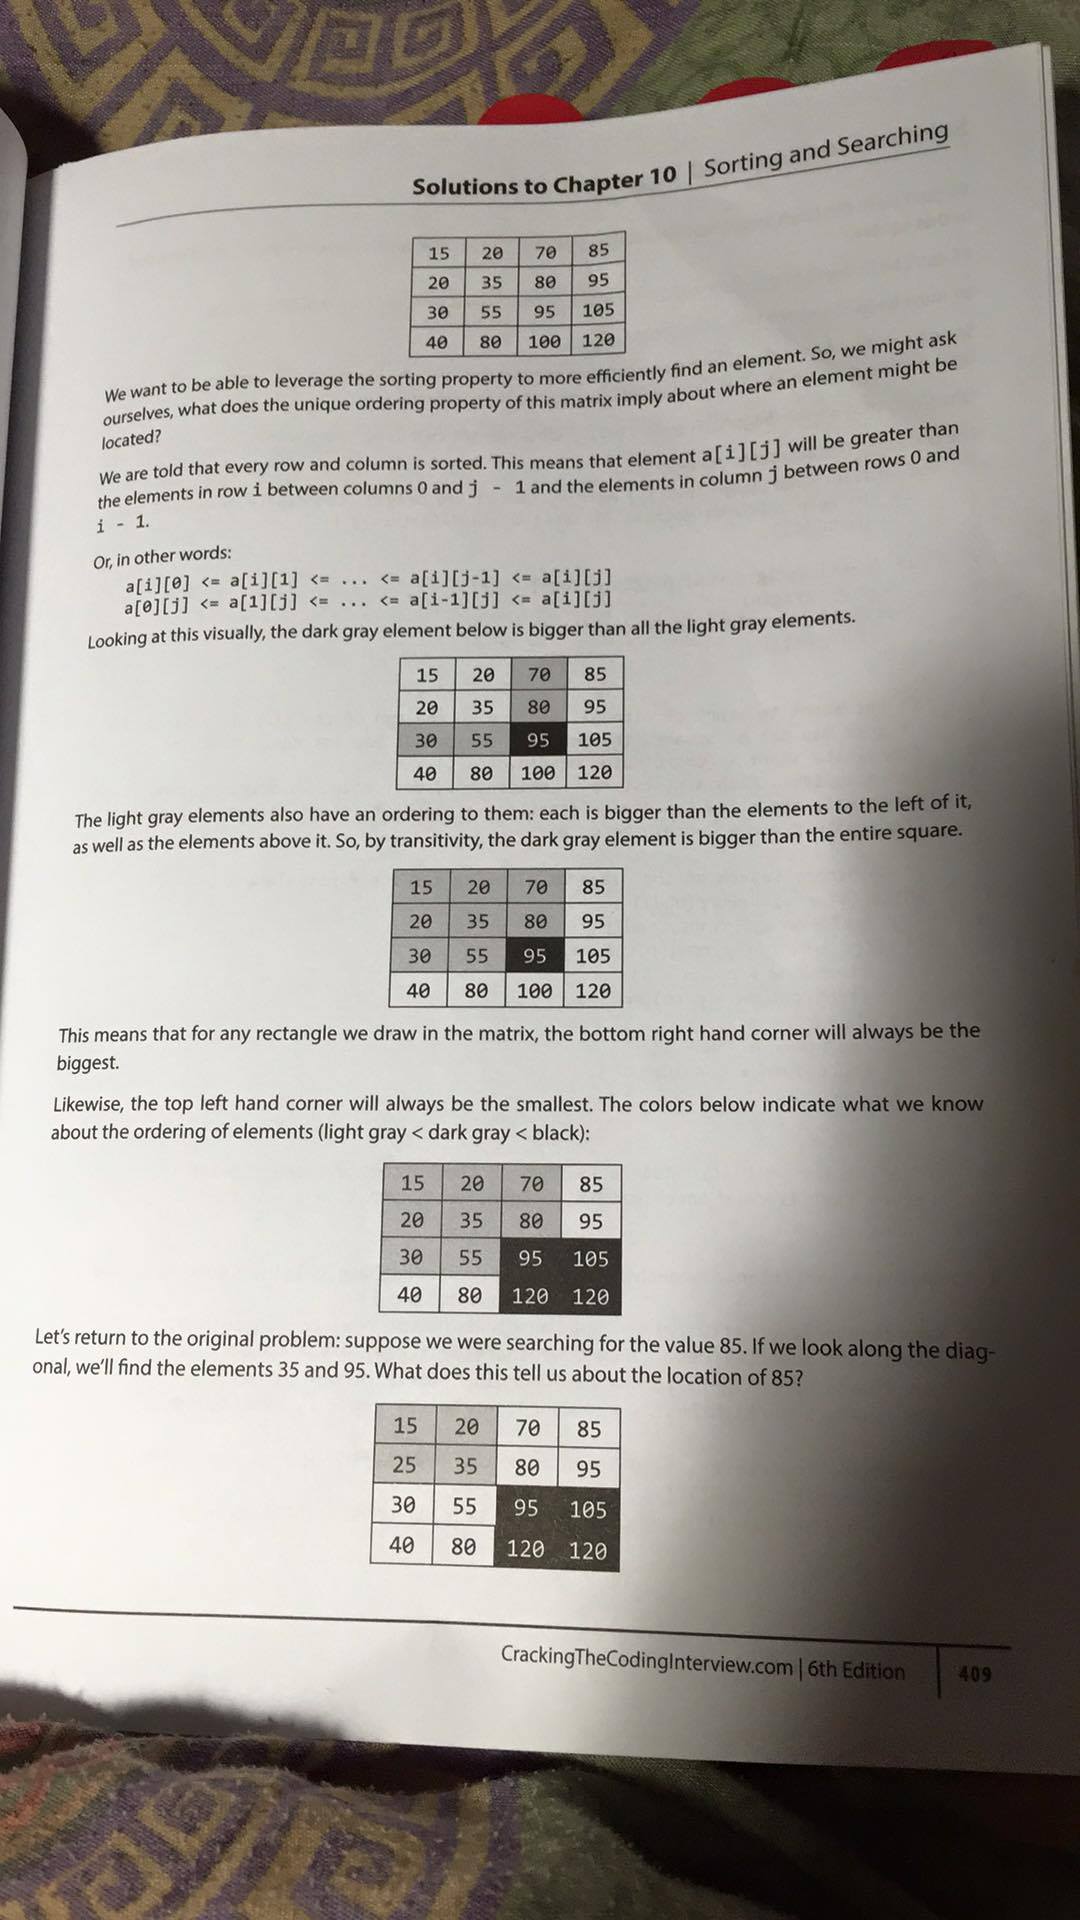 Solutions to Chapter 10 | Sorting and Searching
15 20 70 85
20 35 80 95
30 55 95 105
40 80 100 120
We want to be able to leverage the sorting property to more efficiently find an element. So, we might ask
ourselves, what does the unique ordering property of this matrix imply about where an element might be
located?
We are told that every row and column is sorted. This means that element a[i][j] will be greater than
the elements in row i between columns 0 and j - 1 and the elements in column j between rows 0 and
i - 1.
Or, in other words:
a[i][0] <= a[i][1] <= ... <= a[i][j-1] <= a[i][j]
a[0][j] <= a[1][j] <= ... <= a[i-1][j] <= a[i][j]
Looking at this visually, the dark gray element below is bigger than all the light gray elements.
15 20 70 85
20 35 80 95
30 55 95 105
40 80 100 120
The light gray elements also have an ordering to them: each is bigger than the elements to the left of it,
as well as the elements above it. So, by transitivity, the dark gray element is bigger than the entire square.
15 20 70 85
20 35 80 95
30 55 95 105
40 80 100 120
This means that for any rectangle we draw in the matrix, the bottom right hand corner will always be the
biggest.
Likewise, the top left hand corner will always be the smallest. The colors below indicate what we know
about the ordering of elements (light gray < dark gray < black):
15 20 70 85
20 35 80 95
30 55 95 105
40 80 120 120
Let's return to the original problem: suppose we were searching for the value 85. If we look along the diag-
onal, we'll find the elements 35 and 95. What does this tell us about the location of 85?
15 20 70 85
25 35 80 95
30 55 95 105
40 80 120 120
CrackingTheCodingInterview.com | 6th Edition 409